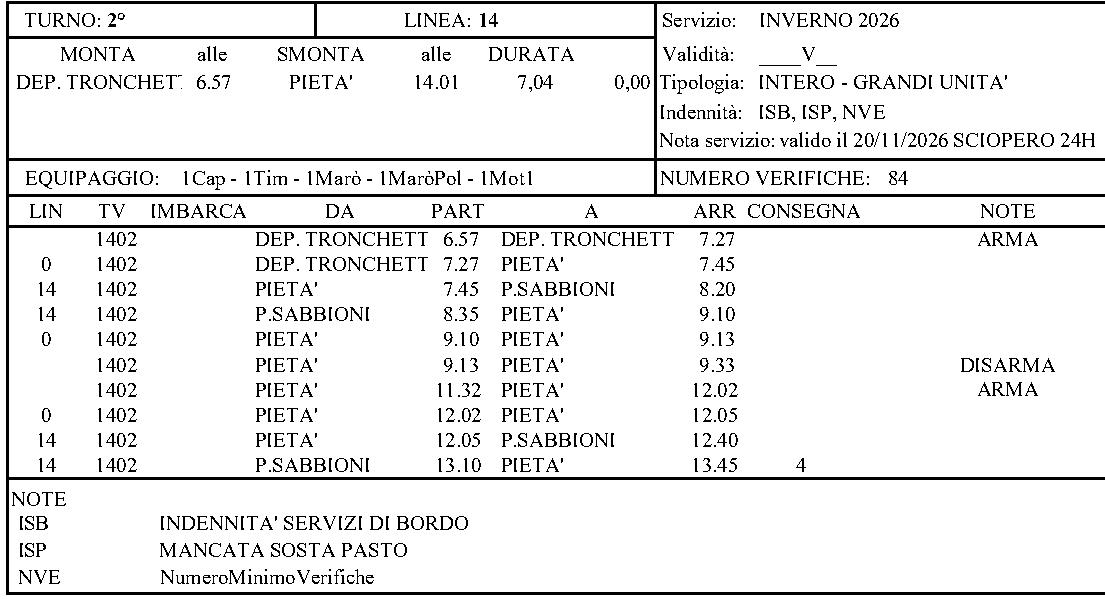 TURNO: 2° LINEA: 14 Servizio: INVERNO 2026
MONTA alle SMONTA alle DURATA Validità: ____V__
DEP. TRONCHETT 6.57 PIETA' 14.01 7,04 0,00 Tipologia: INTERO - GRANDI UNITA'
Indennità: ISB, ISP, NVE
Nota servizio: valido il 20/11/2026 SCIOPERO 24H
EQUIPAGGIO: 1Cap - 1Tim - 1Marò - 1MaròPol - 1Mot1 NUMERO VERIFICHE: 84
LIN TV IMBARCA DA PART A ARR CONSEGNA NOTE
1402 DEP. TRONCHETT 6.57 DEP. TRONCHETT 7.27 ARMA
0 1402 DEP. TRONCHETT 7.27 PIETA' 7.45
14 1402 PIETA' 7.45 P.SABBIONI 8.20
14 1402 P.SABBIONI 8.35 PIETA' 9.10
0 1402 PIETA' 9.10 PIETA' 9.13
1402 PIETA' 9.13 PIETA' 9.33 DISARMA
1402 PIETA' 11.32 PIETA' 12.02 ARMA
0 1402 PIETA' 12.02 PIETA' 12.05
14 1402 PIETA' 12.05 P.SABBIONI 12.40
14 1402 P.SABBIONI 13.10 PIETA' 13.45 4
NOTE
ISB INDENNITA' SERVIZI DI BORDO
ISP MANCATA SOSTA PASTO
NVE NumeroMinimoVerifiche